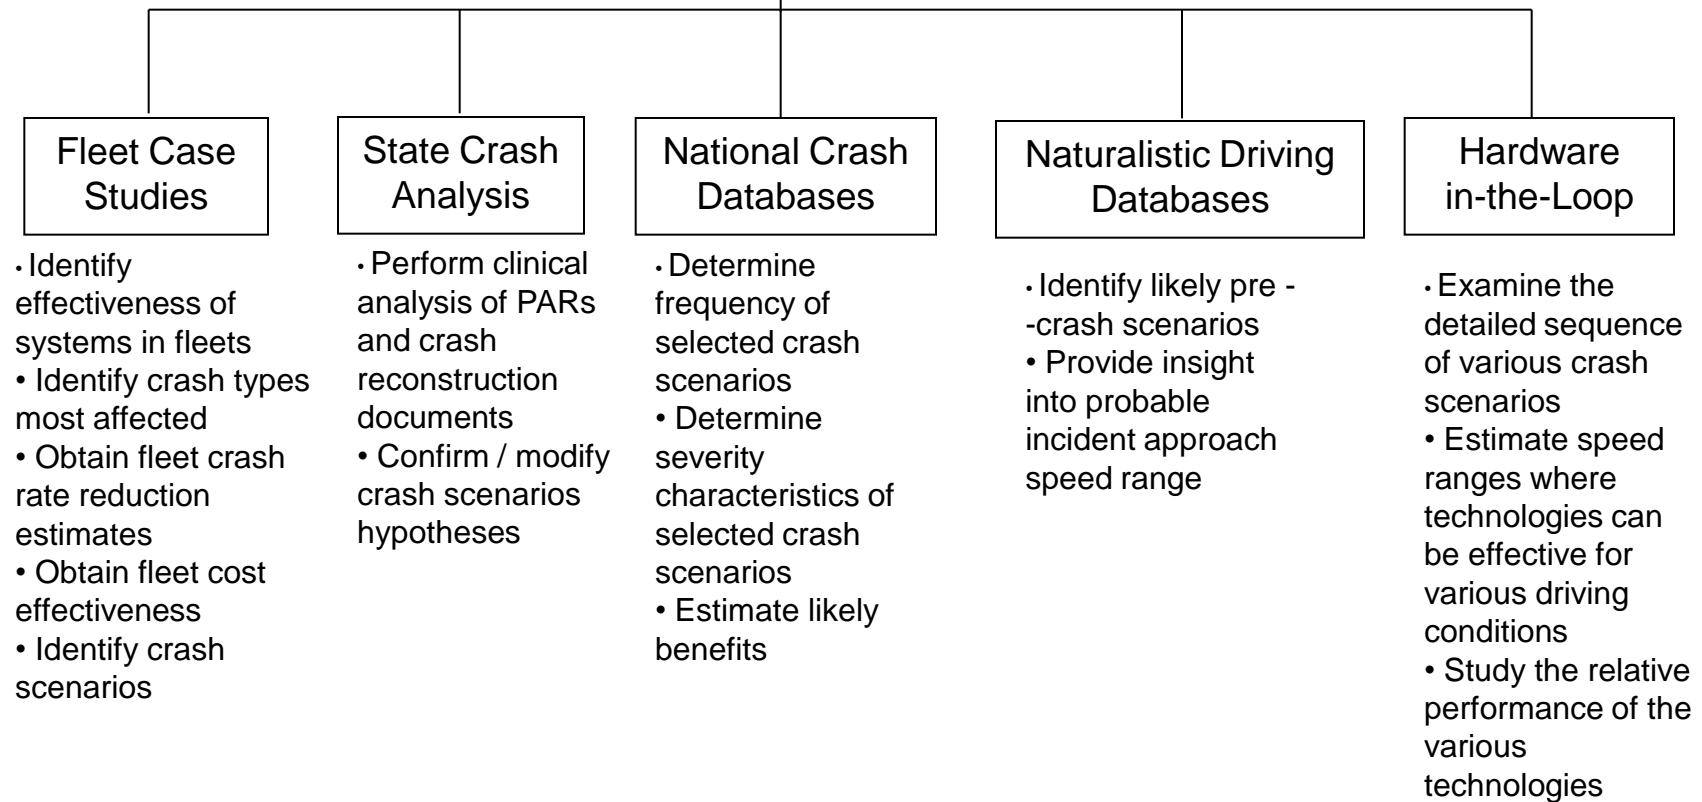 Fleet Case
Studies
• Identify
effectiveness of
systems in fleets
• Identify crash types
most affected
• Obtain fleet crash
rate reduction
estimates
• Obtain fleet cost
effectiveness
• Identify crash
scenarios
State Crash
Analysis
• Perform clinical
analysis of PARs
and crash
reconstruction
documents
• Confirm / modify
crash scenarios
hypotheses
National Crash
Databases
• Determine
frequency of
selected crash
scenarios
• Determine
severity
characteristics of
selected crash
scenarios
• Estimate likely
benefits
Naturalistic Driving
Databases
• Identify likely pre -
-crash scenarios
• Provide insight
into probable
incident approach
speed range
Hardware
in-the-Loop
• Examine the
detailed sequence
of various crash
scenarios
• Estimate speed
ranges where
technologies can
be effective for
various driving
conditions
• Study the relative
performance of the
various
technologies